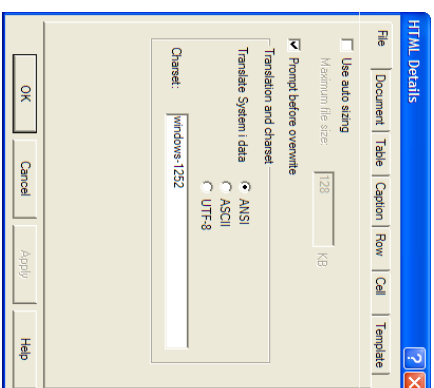 HTML Details
File Document Table Caption Row Cell Template
Use auto sizing
Maximum file size: 128 KB
Prompt before overwrite
Translation and charset
Translate System i data ANSI
ASCII
UTF-8
Charset: windows-1252
OK Cancel Apply Help